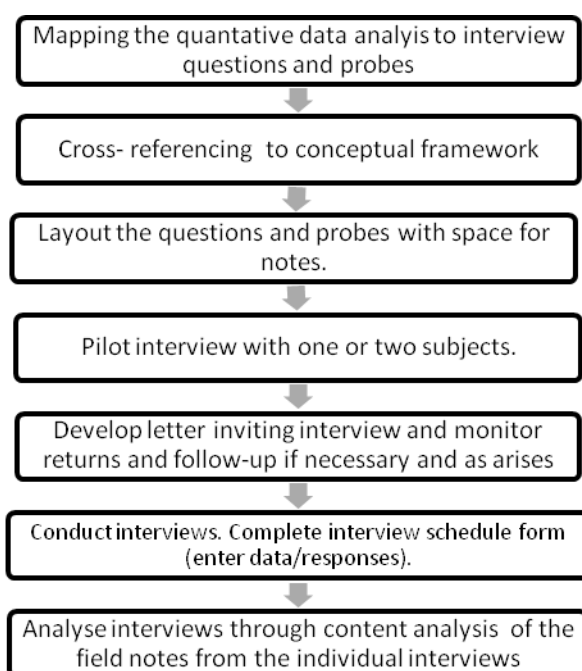 Mapping the quantative data analyis to interview
questions and probes
Cross- referencing to conceptual framework
Layout the questions and probes with space for
notes.
Pilot interview with one or two subjects.
Develop letter inviting interview and monitor
returns and follow-up if necessary and as arises
Conduct interviews. Complete interview schedule form
(enter data/responses).
Analyse interviews through content analysis of the
field notes from the individual interviews